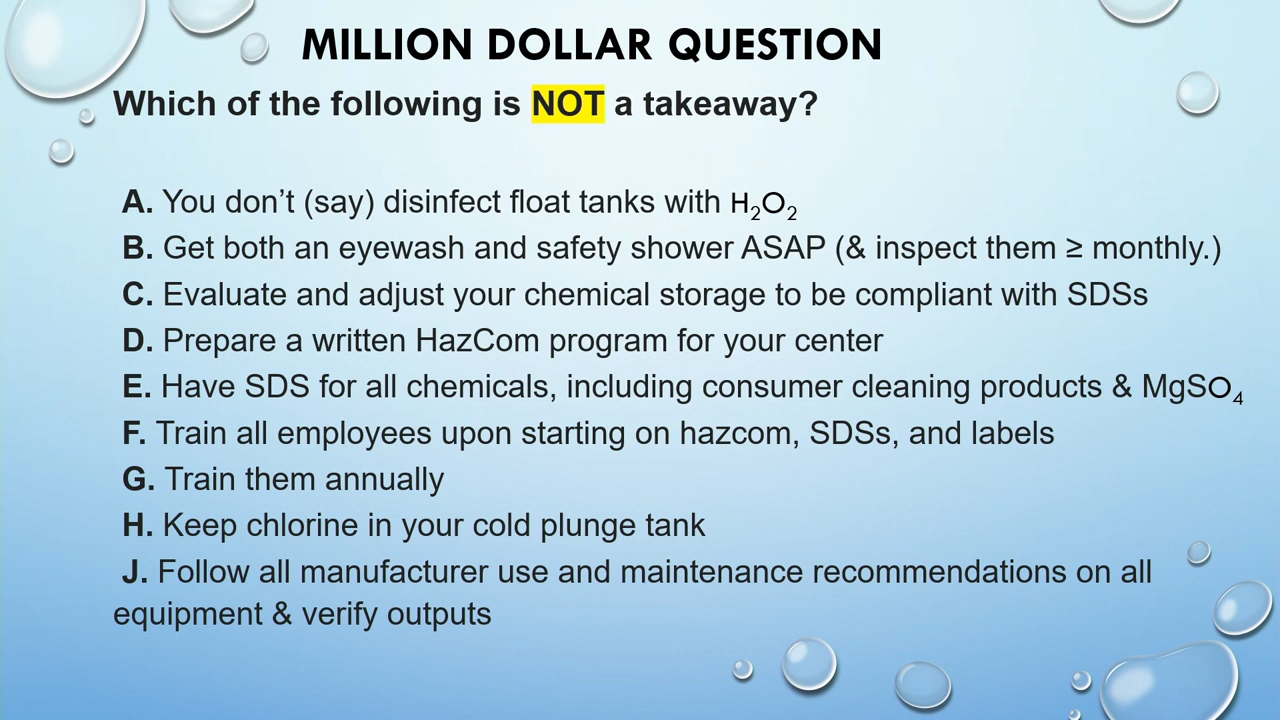 MILLION DOLLAR QUESTION
Which of the following is NOT a takeaway?
A. You don’t (say) disinfect float tanks with H₂O₂
B. Get both an eyewash and safety shower ASAP (& inspect them ≥ monthly.)
C. Evaluate and adjust your chemical storage to be compliant with SDSs
D. Prepare a written HazCom program for your center
E. Have SDS for all chemicals, including consumer cleaning products & MgSO₄
F. Train all employees upon starting on hazcom, SDSs, and labels
G. Train them annually
H. Keep chlorine in your cold plunge tank
J. Follow all manufacturer use and maintenance recommendations on all
equipment & verify outputs